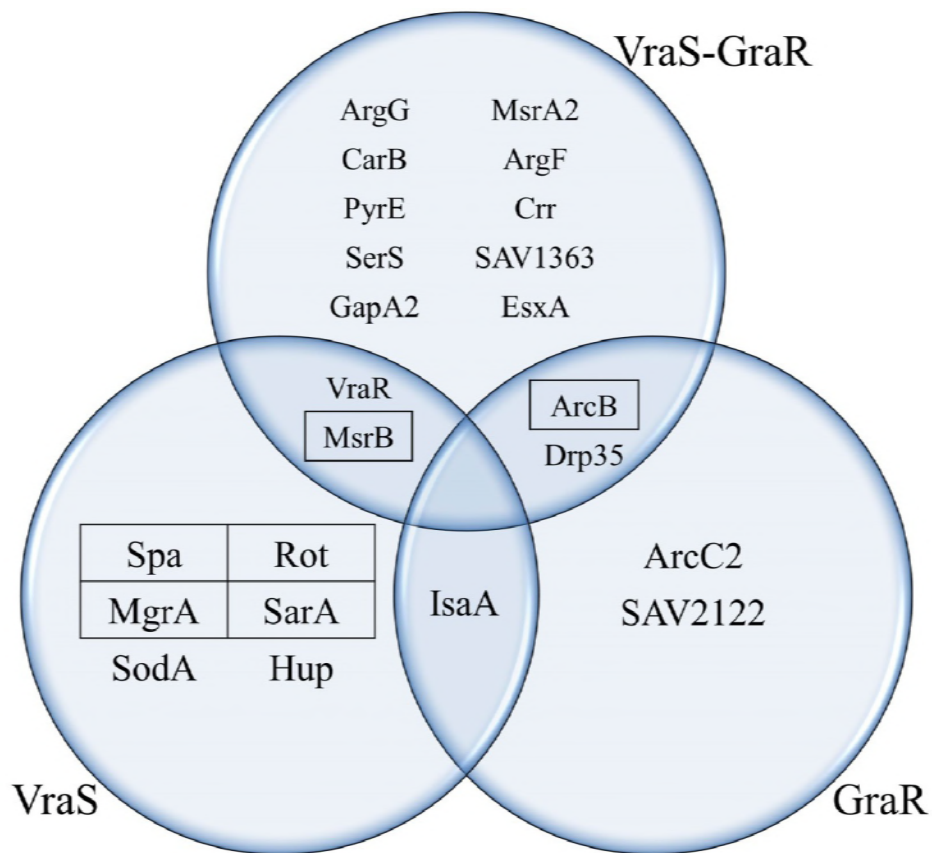 VraS-GraR
ArgG MsrA2
CarB ArgF
PyrE Crr
SerS SAV1363
GapA2 EsxA
VraR
MsrB
ArcB
Drp35
Spa Rot
MgrA SarA
SodA Hup
IsaA
ArcC2
SAV2122
VraS
GraR